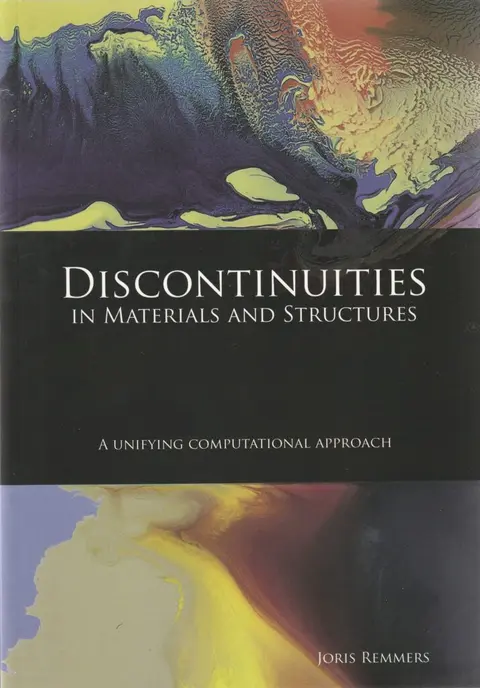 DISCONTINUITIES
IN MATERIALS AND STRUCTURES
A UNIFYING COMPUTATIONAL APPROACH
JORIS REMMERS